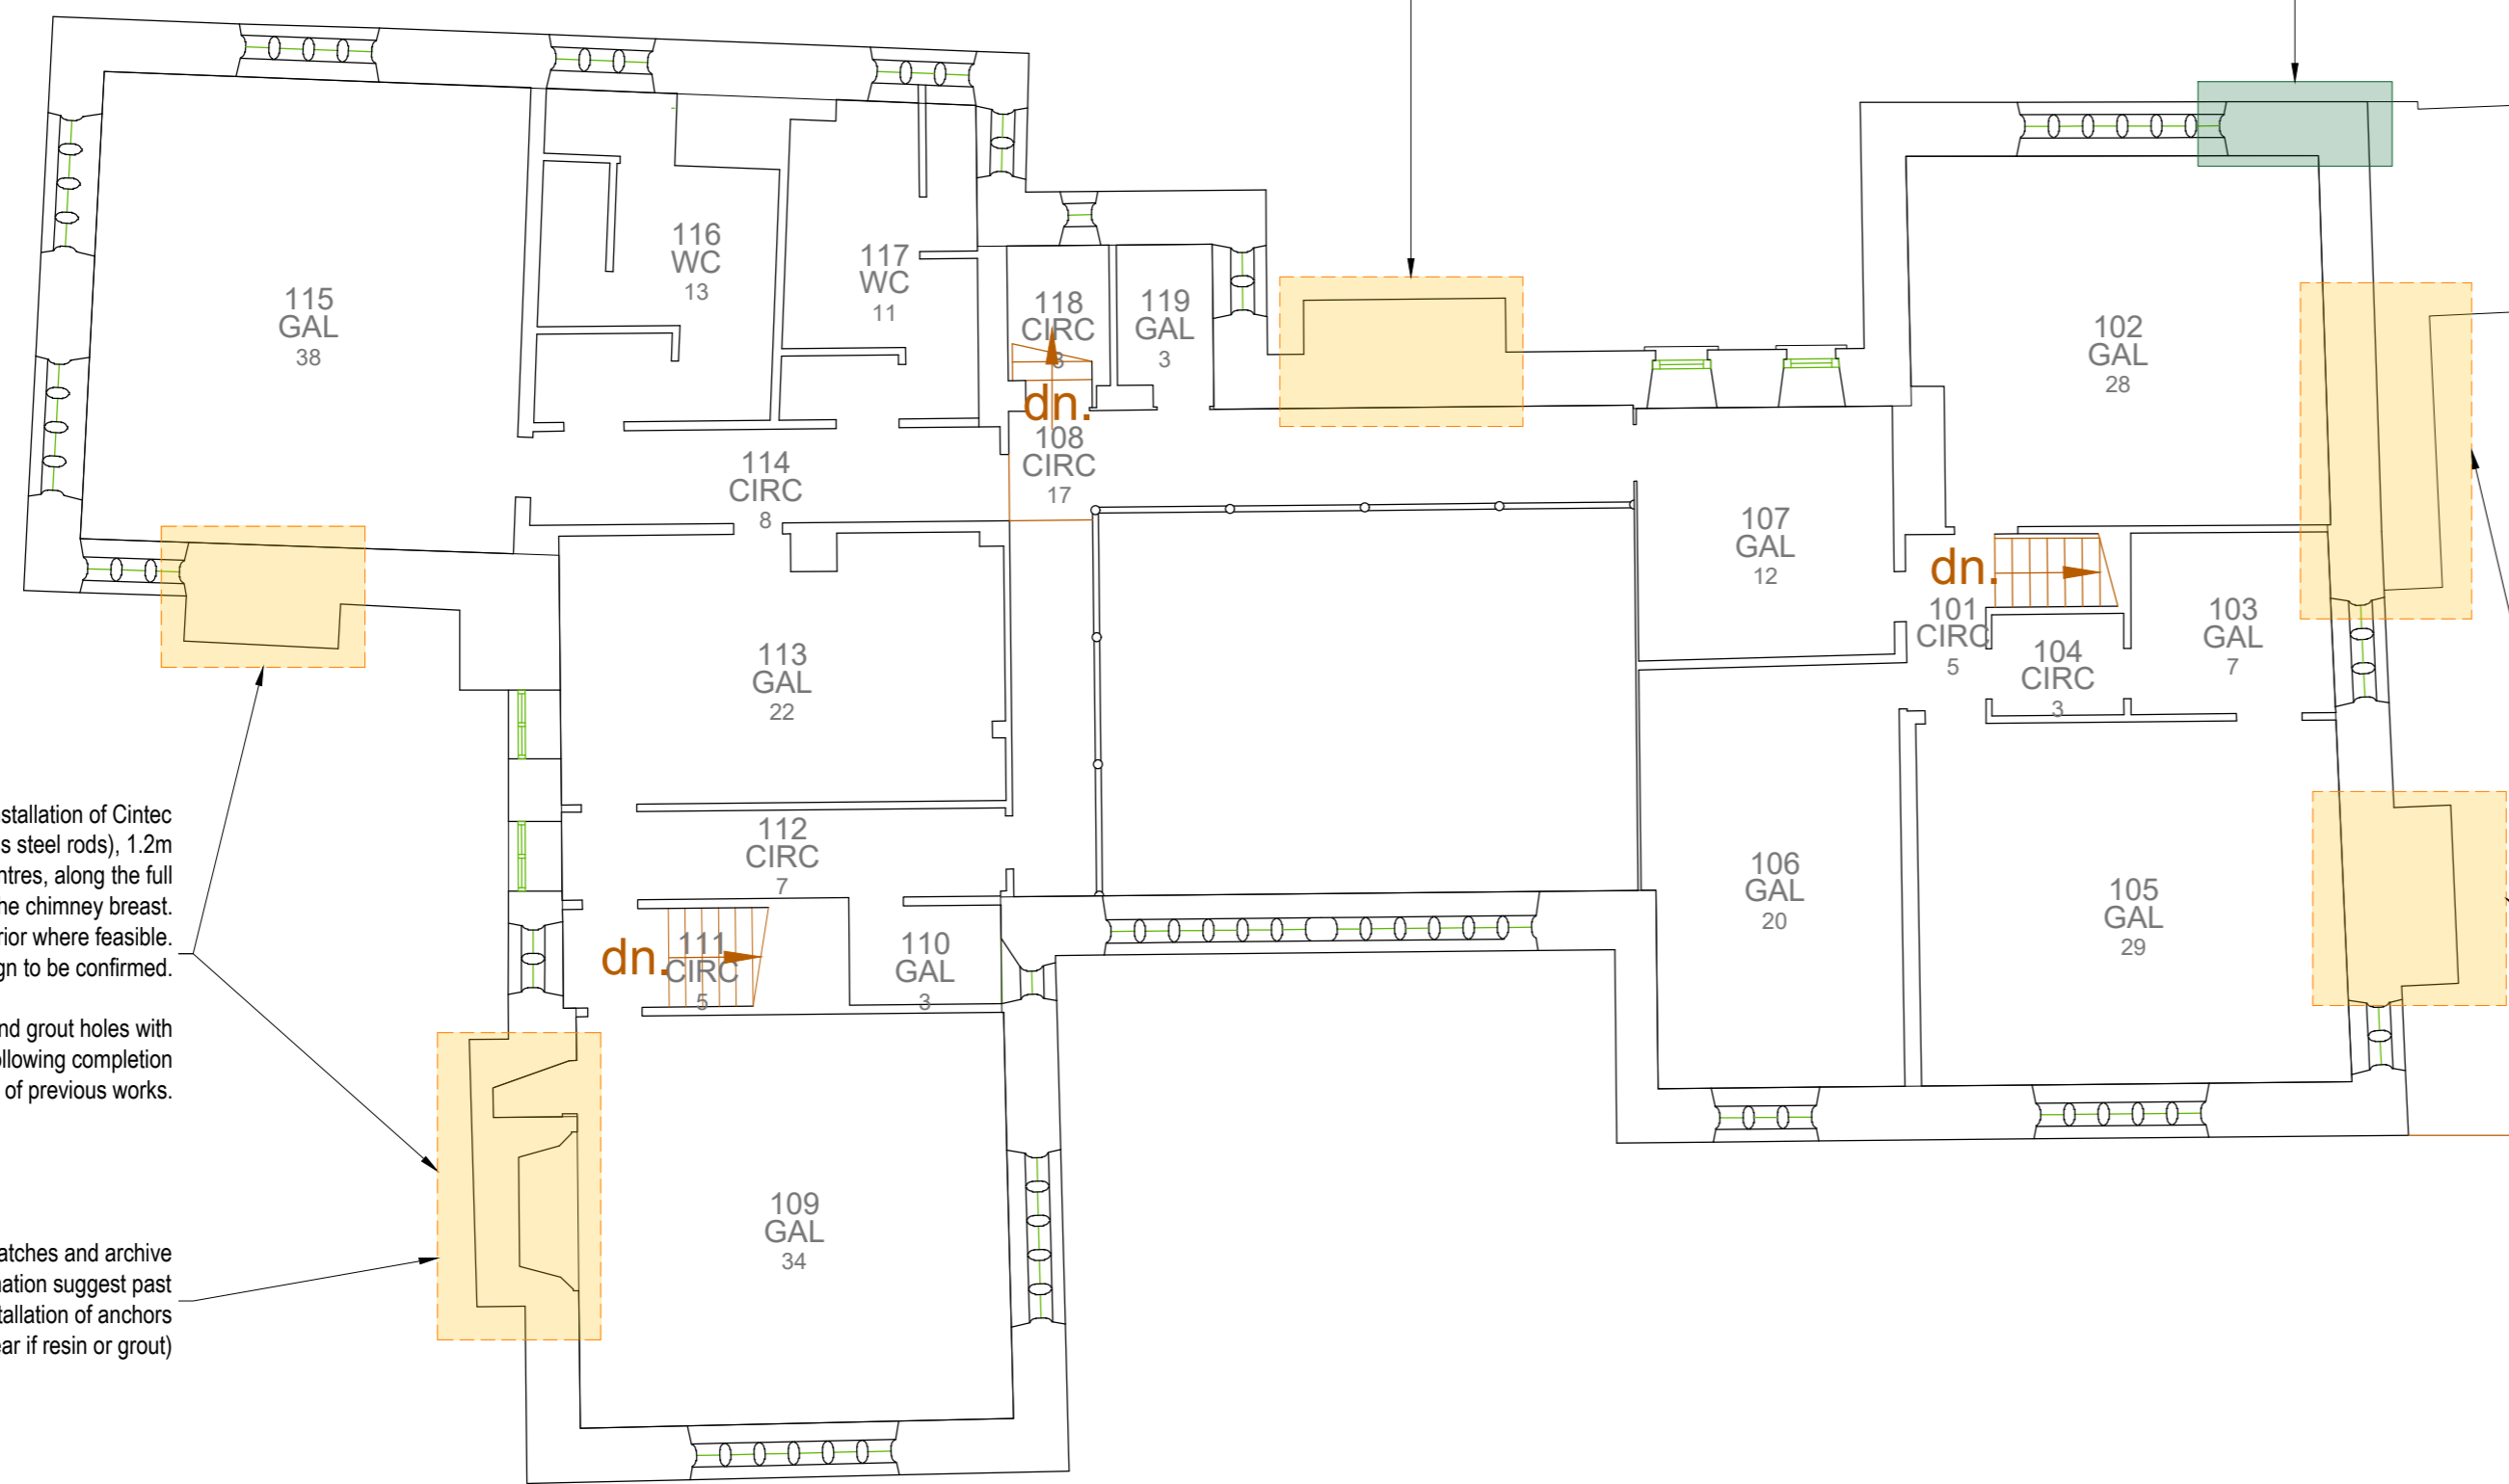 116
WC
13
117
WC
11
115
GAL
38
118
CIRC
3
119
GAL
3
102
GAL
28
dn.
108
CIRC
17
114
CIRC
8
107
GAL
12
dn.
101
CIRC
5
103
GAL
7
104
CIRC
3
113
GAL
22
112
CIRC
7
106
GAL
20
105
GAL
29
dn.
111
CIRC
5
110
GAL
3
109
GAL
34
stallation of Cintec
s steel rods), 1.2m
ntres, along the full
he chimney breast.
rior where feasible.
gn to be confirmed.
nd grout holes with
ollowing completion
of previous works.
atches and archive
nation suggest past
tallation of anchors
ear if resin or grout)